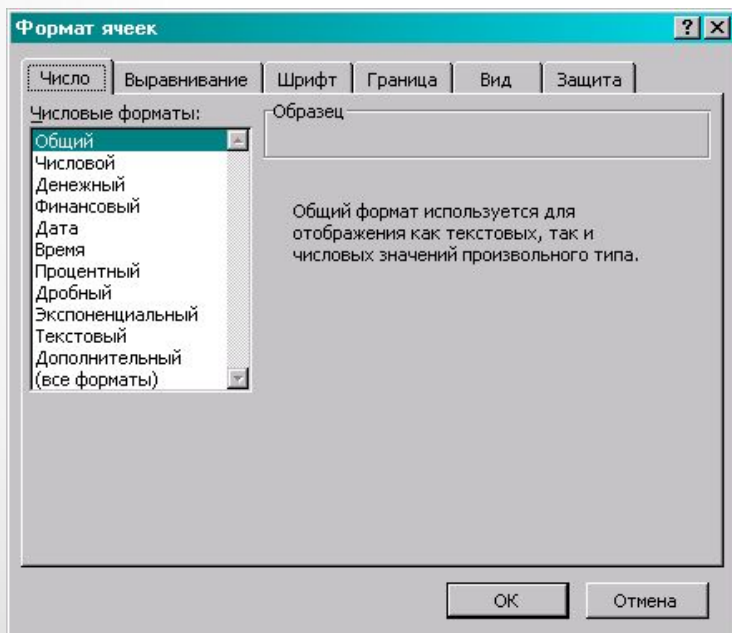 Формат ячеек
Число Выравнивание Шрифт Граница Вид Защита
Числовые форматы:
Образец
Общий
Числовой
Денежный
Финансовый
Дата
Время
Процентный
Дробный
Экспоненциальный
Текстовый
Дополнительный
(все форматы)
Общий формат используется для
отображения как текстовых, так и
числовых значений произвольного типа.
ОК Отмена